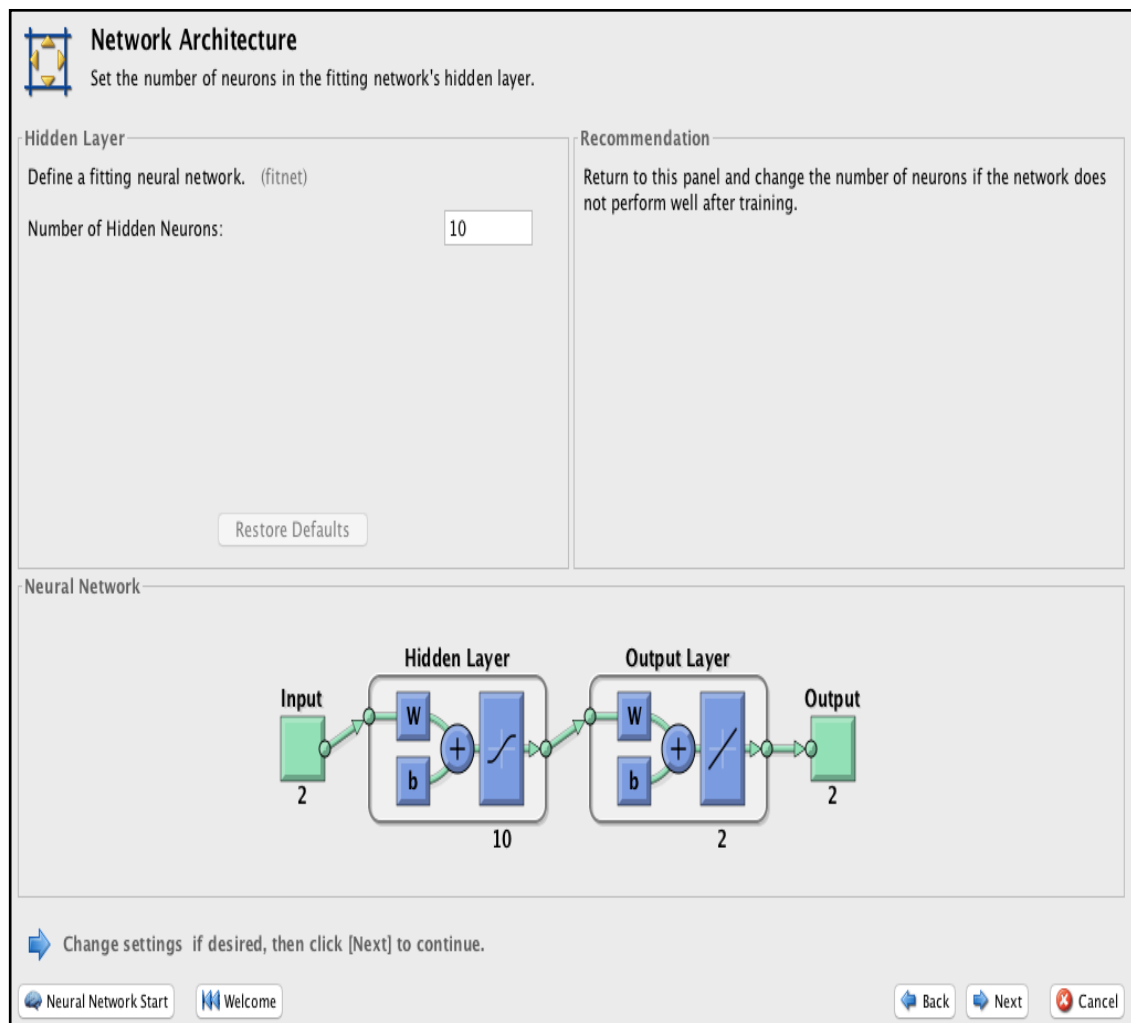 Network Architecture
Set the number of neurons in the fitting network's hidden layer.
Hidden Layer
Define a fitting neural network. (fitnet)
Number of Hidden Neurons: 10
Restore Defaults
Recommendation
Return to this panel and change the number of neurons if the network does
not perform well after training.
Neural Network
Hidden Layer
Output Layer
Input
Output
W
W
+
+
b
b
2
2
10
2
Change settings if desired, then click [Next] to continue.
Neural Network Start
Welcome
Back
Next
Cancel